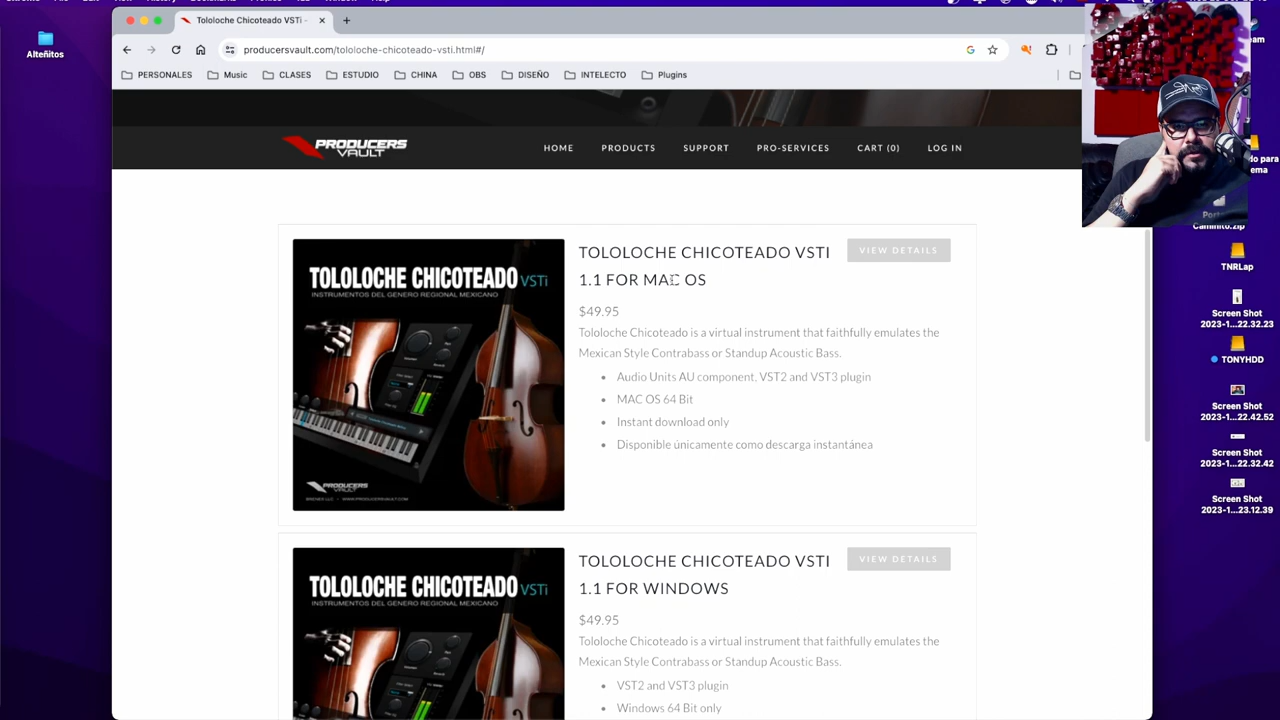 Alteñitos
Tololoche Chicoteado VSTi -
producersvault.com/tololoche-chicoteado-vsti.html#/
PERSONALES
Music
CLASES
ESTUDIO
CHINA
OBS
DISEÑO
INTELECTO
Plugins
PRODUCERS
VAULT
HOME
PRODUCTS
SUPPORT
PRO-SERVICES
CART (0)
LOG IN
TOLOLOCHE CHICOTEADO VSTi
INSTRUMENTOS DEL GENERO REGIONAL MEXICANO
PRODUCERS
VAULT
TOLOLOCHE CHICOTEADO VSTI
1.1 FOR MAC OS
VIEW DETAILS
$49.95
Tololoche Chicoteado is a virtual instrument that faithfully emulates the
Mexican Style Contrabass or Standup Acoustic Bass.
Audio Units AU component, VST2 and VST3 plugin
MAC OS 64 Bit
Instant download only
Disponible únicamente como descarga instantánea
TOLOLOCHE CHICOTEADO VSTi
INSTRUMENTOS DEL GENERO REGIONAL MEXICANO
TOLOLOCHE CHICOTEADO VSTI
1.1 FOR WINDOWS
VIEW DETAILS
$49.95
Tololoche Chicoteado is a virtual instrument that faithfully emulates the
Mexican Style Contrabass or Standup Acoustic Bass.
VST2 and VST3 plugin
Windows 64 Bit only
Caminito.zip
TNRLap
Screen Shot
2023-1...22.32.23
TONYHDD
Screen Shot
2023-1...22.42.52
Screen Shot
2023-1...22.32.42
Screen Shot
2023-1...23.12.39